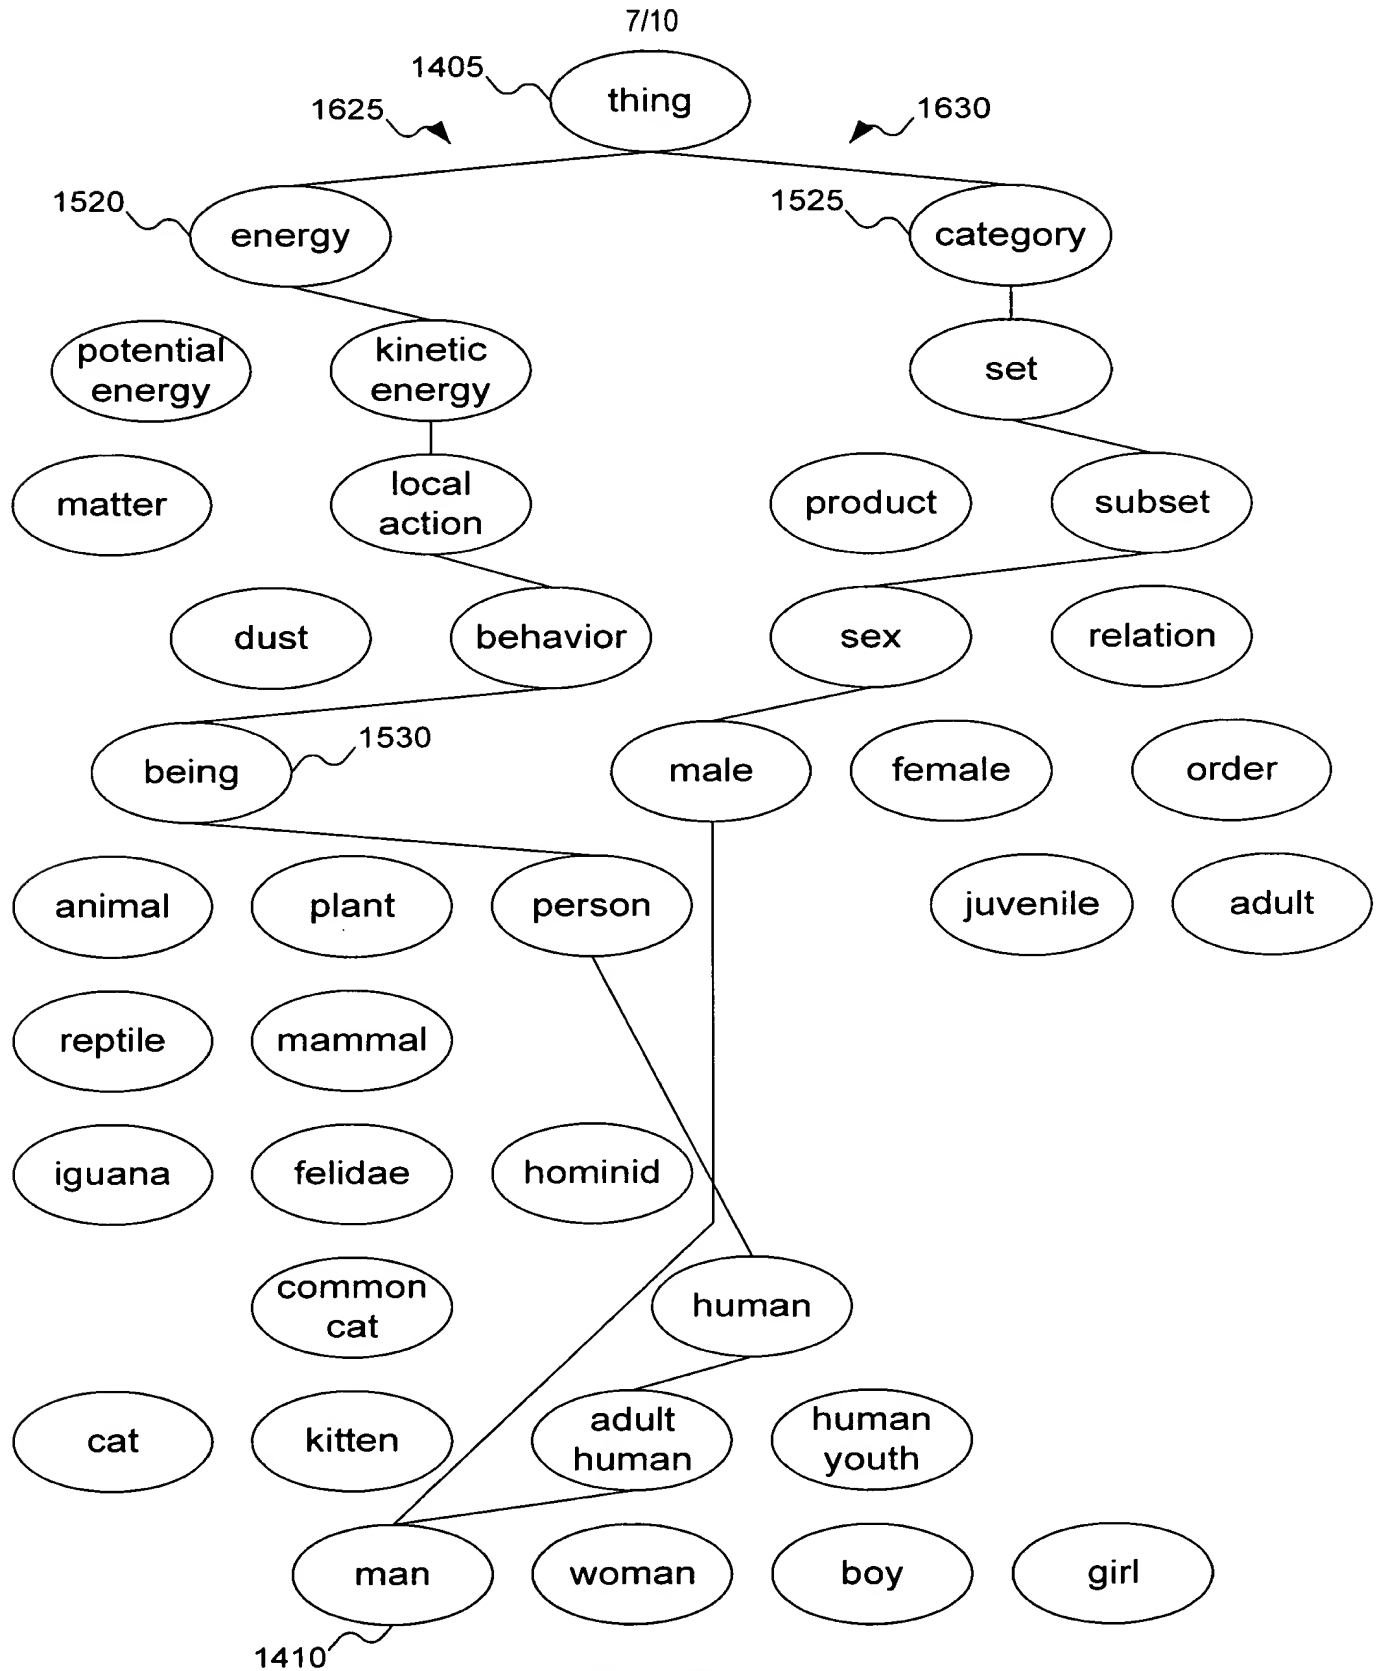 7/10
1405
thing
1625
1630
1520
energy
1525
category
potential
energy
kinetic
energy
set
matter
local
action
product
subset
dust
behavior
sex
relation
being
1530
male
female
order
animal
plant
person
juvenile
adult
reptile
mammal
iguana
felidae
hominid
common
cat
human
cat
kitten
adult
human
human
youth
man
woman
boy
girl
1410